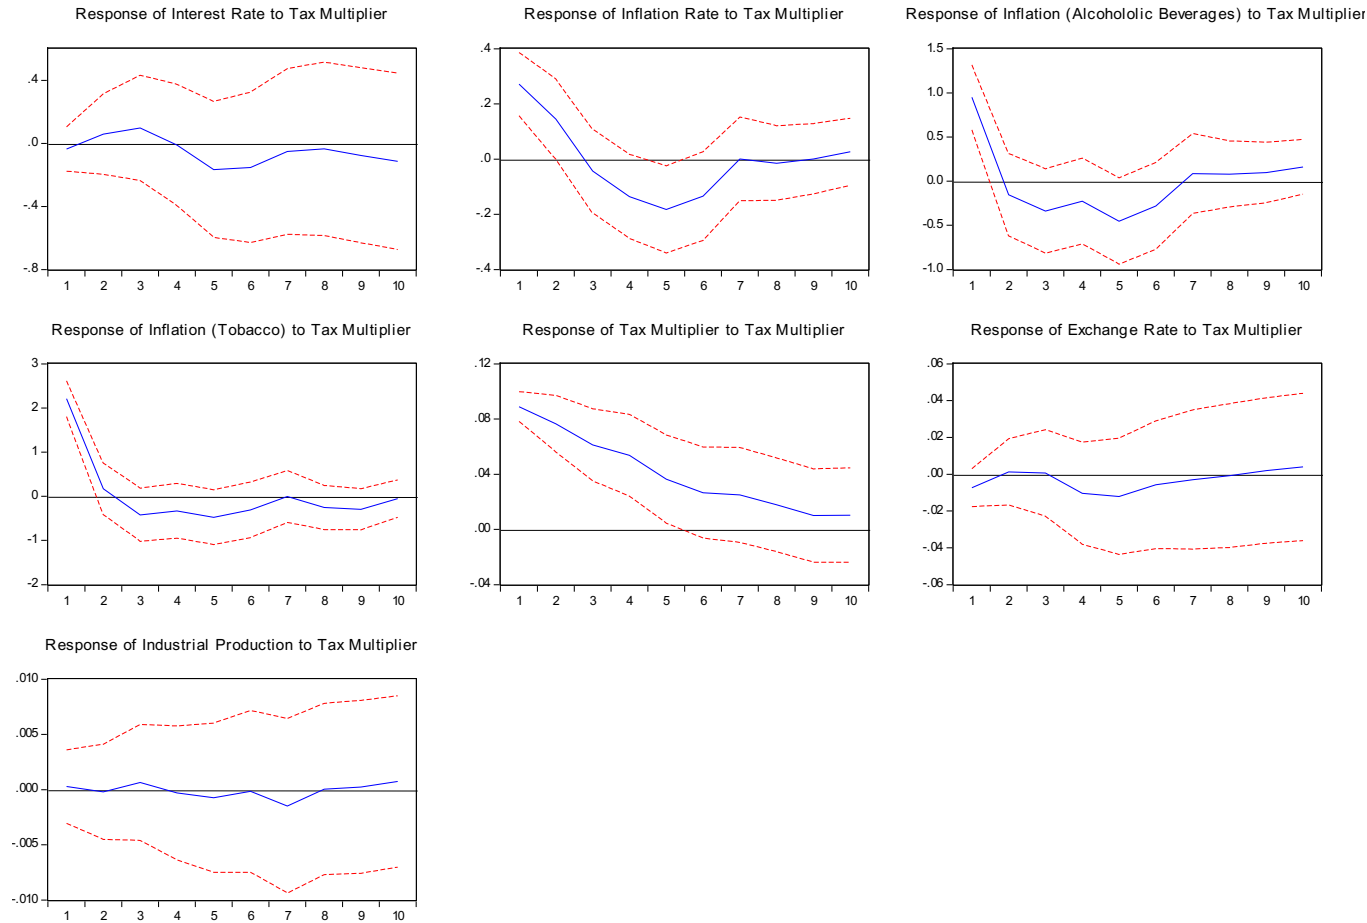 Response of Interest Rate to Tax Multiplier
.4
.0
-.4
-.8
1 2 3 4 5 6 7 8 9 10
Response of Inflation Rate to Tax Multiplier
.4
.2
.0
-.2
-.4
1 2 3 4 5 6 7 8 9 10
Response of Inflation (Alcohololic Beverages) to Tax Multiplier
1.5
1.0
0.5
0.0
-0.5
-1.0
1 2 3 4 5 6 7 8 9 10
Response of Inflation (Tobacco) to Tax Multiplier
3
2
1
0
-1
-2
1 2 3 4 5 6 7 8 9 10
Response of Tax Multiplier to Tax Multiplier
.12
.08
.04
.00
-.04
1 2 3 4 5 6 7 8 9 10
Response of Exchange Rate to Tax Multiplier
.06
.04
.02
.00
-.02
-.04
-.06
1 2 3 4 5 6 7 8 9 10
Response of Industrial Production to Tax Multiplier
.010
.005
.000
-.005
-.010
1 2 3 4 5 6 7 8 9 10